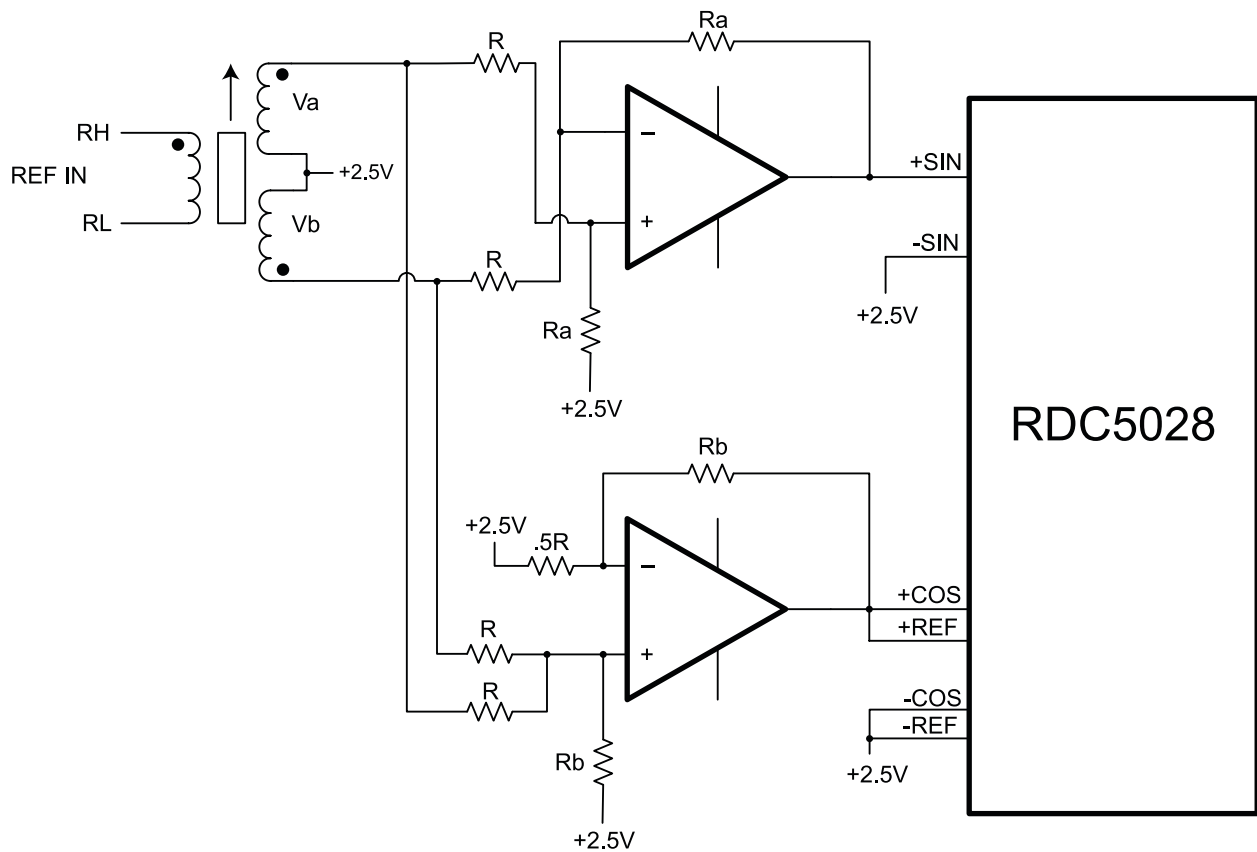 Ra
R
Va
RH
REF IN
+2.5V
RL
Vb
−
+
+SIN
-SIN
+2.5V
R
Ra
+2.5V
RDC5028
Rb
+2.5V
.5R
−
+
+COS
+REF
R
R
-COS
-REF
+2.5V
Rb
+2.5V